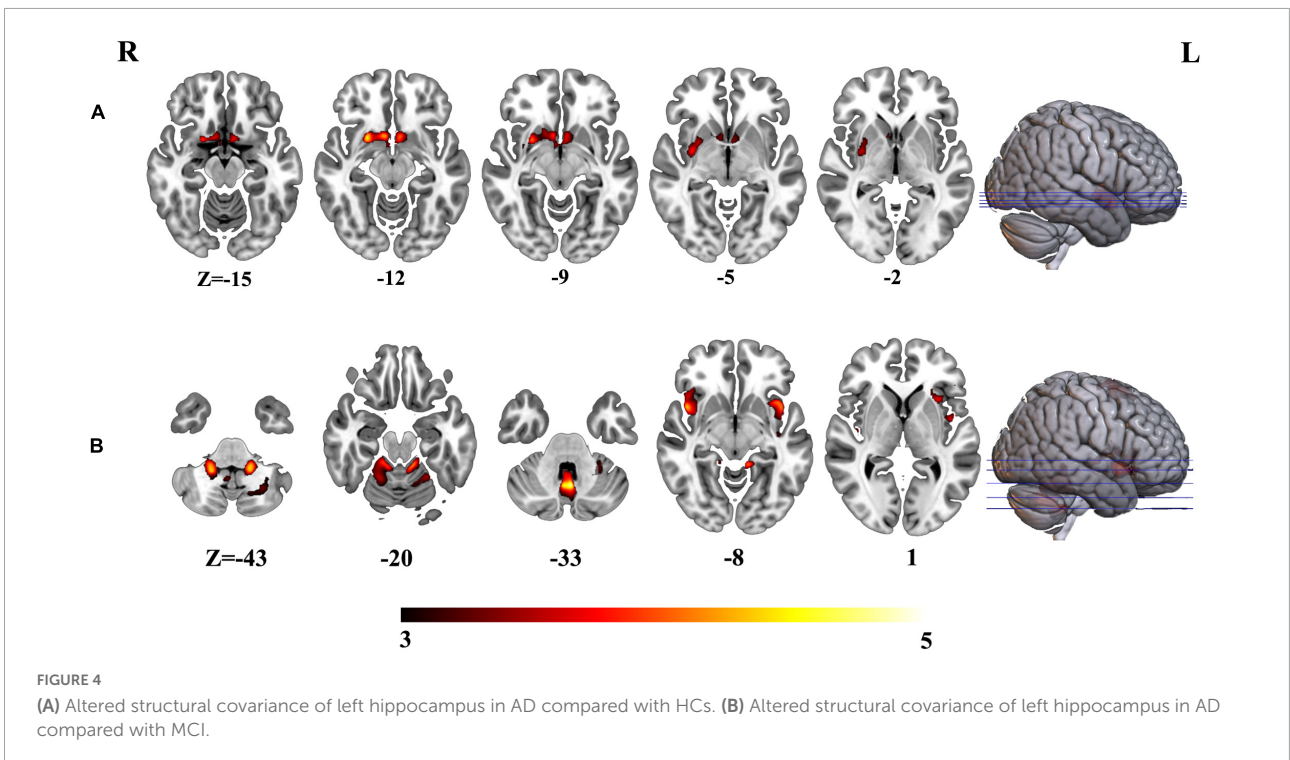 R L
A
Z=-15 -12 -9 -5 -2
B
Z=-43 -20 -33 -8 1
3 5
FIGURE 4
(A) Altered structural covariance of left hippocampus in AD compared with HCs. (B) Altered structural covariance of left hippocampus in AD
compared with MCI.